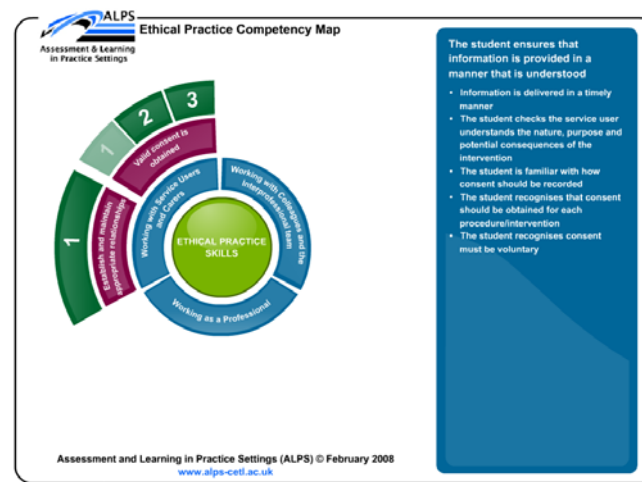 ALPS
Assessment & Learning
in Practice Settings
Ethical Practice Competency Map
1
2
3
Valid consent is
obtained
1
Establish and maintain
appropriate relationships
Working with Service Users
and Carers
Working with Colleagues and the
Interprofessional team
ETHICAL PRACTICE
SKILLS
Working as a Professional
The student ensures that
information is provided in a
manner that is understood
• Information is delivered in a timely
manner
• The student checks the service user
understands the nature, purpose and
potential consequences of the
intervention
• The student is familiar with how
consent should be recorded
• The student recognises that consent
should be obtained for each
procedure/intervention
• The student recognises consent
must be voluntary
Assessment and Learning in Practice Settings (ALPS) © February 2008
www.alps-cetl.ac.uk